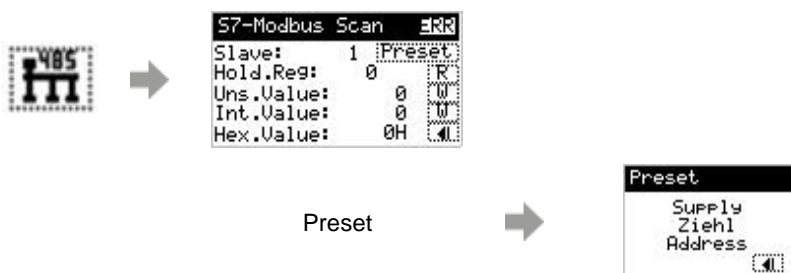 485
S7-Modbus Scan ERR
Slave: 1 Preset
Hold.Reg: 0 R
Uns.Value: 0 W
Int.Value: 0 W
Hex.Value: 0H
Preset
Preset
Supply
Ziehl
Address